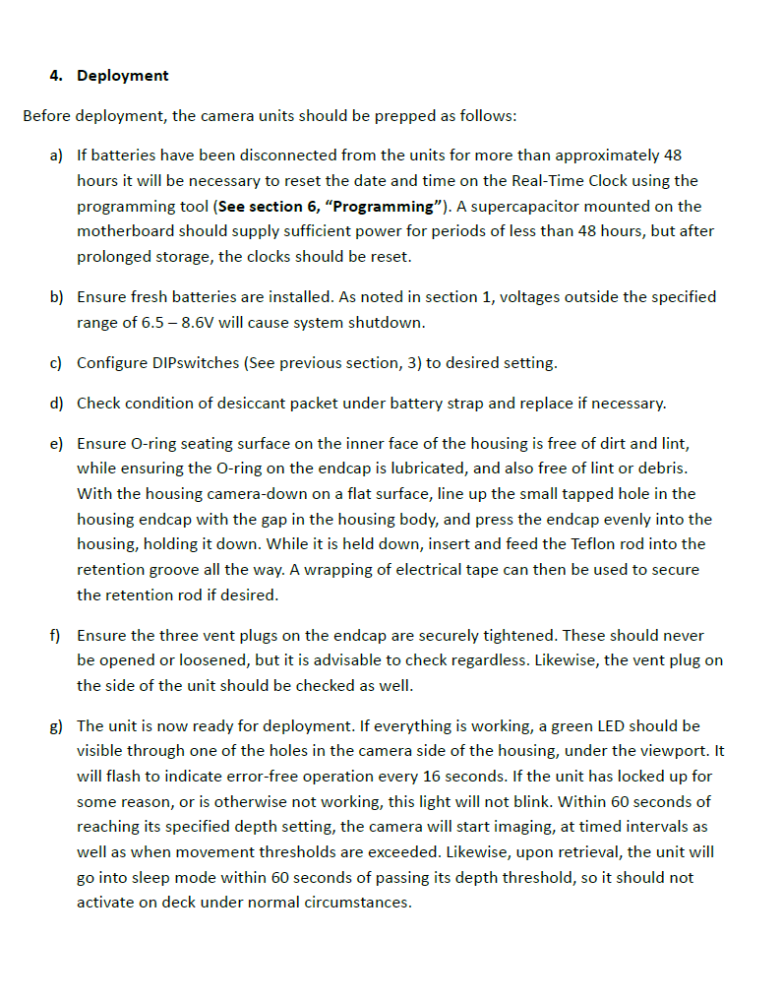 4. Deployment
Before deployment, the camera units should be prepped as follows:
a) If batteries have been disconnected from the units for more than approximately 48
hours it will be necessary to reset the date and time on the Real-Time Clock using the
programming tool (See section 6, “Programming”). A supercapacitor mounted on the
motherboard should supply sufficient power for periods of less than 48 hours, but after
prolonged storage, the clocks should be reset.
b) Ensure fresh batteries are installed. As noted in section 1, voltages outside the specified
range of 6.5 – 8.6V will cause system shutdown.
c) Configure DIPswitches (See previous section, 3) to desired setting.
d) Check condition of desiccant packet under battery strap and replace if necessary.
e) Ensure O-ring seating surface on the inner face of the housing is free of dirt and lint,
while ensuring the O-ring on the endcap is lubricated, and also free of lint or debris.
With the housing camera-down on a flat surface, line up the small tapped hole in the
housing endcap with the gap in the housing body, and press the endcap evenly into the
housing, holding it down. While it is held down, insert and feed the Teflon rod into the
retention groove all the way. A wrapping of electrical tape can then be used to secure
the retention rod if desired.
f) Ensure the three vent plugs on the endcap are securely tightened. These should never
be opened or loosened, but it is advisable to check regardless. Likewise, the vent plug on
the side of the unit should be checked as well.
g) The unit is now ready for deployment. If everything is working, a green LED should be
visible through one of the holes in the camera side of the housing, under the viewport. It
will flash to indicate error-free operation every 16 seconds. If the unit has locked up for
some reason, or is otherwise not working, this light will not blink. Within 60 seconds of
reaching its specified depth setting, the camera will start imaging, at timed intervals as
well as when movement thresholds are exceeded. Likewise, upon retrieval, the unit will
go into sleep mode within 60 seconds of passing its depth threshold, so it should not
activate on deck under normal circumstances.